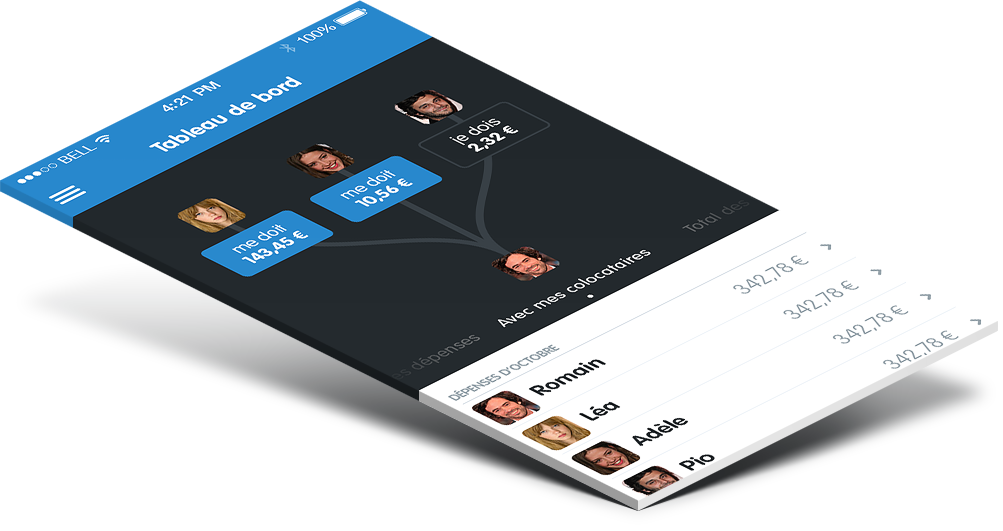 BELL
4:21 PM
100%
Tableau de bord
me doit
143,45 €
me doit
10,56 €
je dois
2,32 €
es dépenses
Avec mes colocataires
Total des
DÉPENSES D'OCTOBRE
Romain
342,78 €
Léa
342,78 €
Adèle
342,78 €
Pio
342,78 €